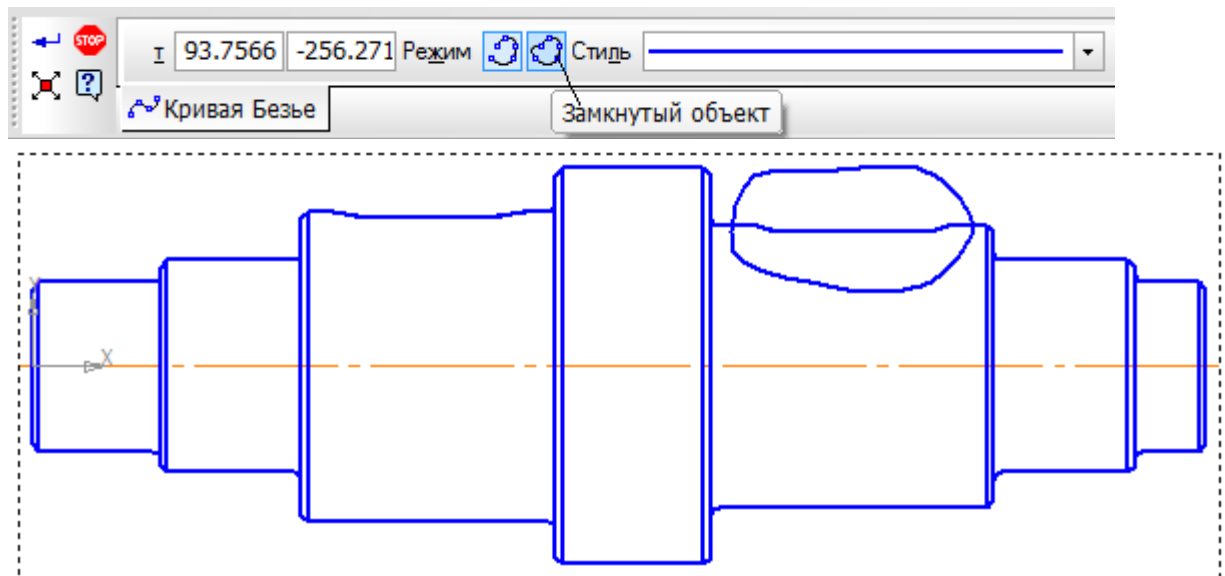 STOP т 93.7566 -256.271 Режим Стиль
? Кривая Безье Замкнутый объект
Y
X